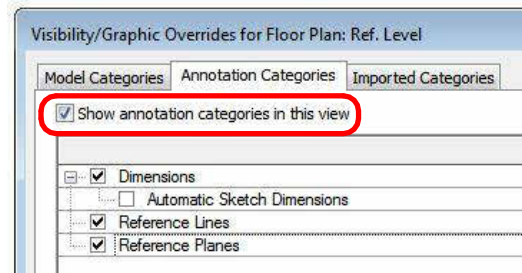 Visibility/Graphic Overrides for Floor Plan: Ref. Level
Model Categories Annotation Categories Imported Categories
Show annotation categories in this view
Dimensions
Automatic Sketch Dimensions
Reference Lines
Reference Planes